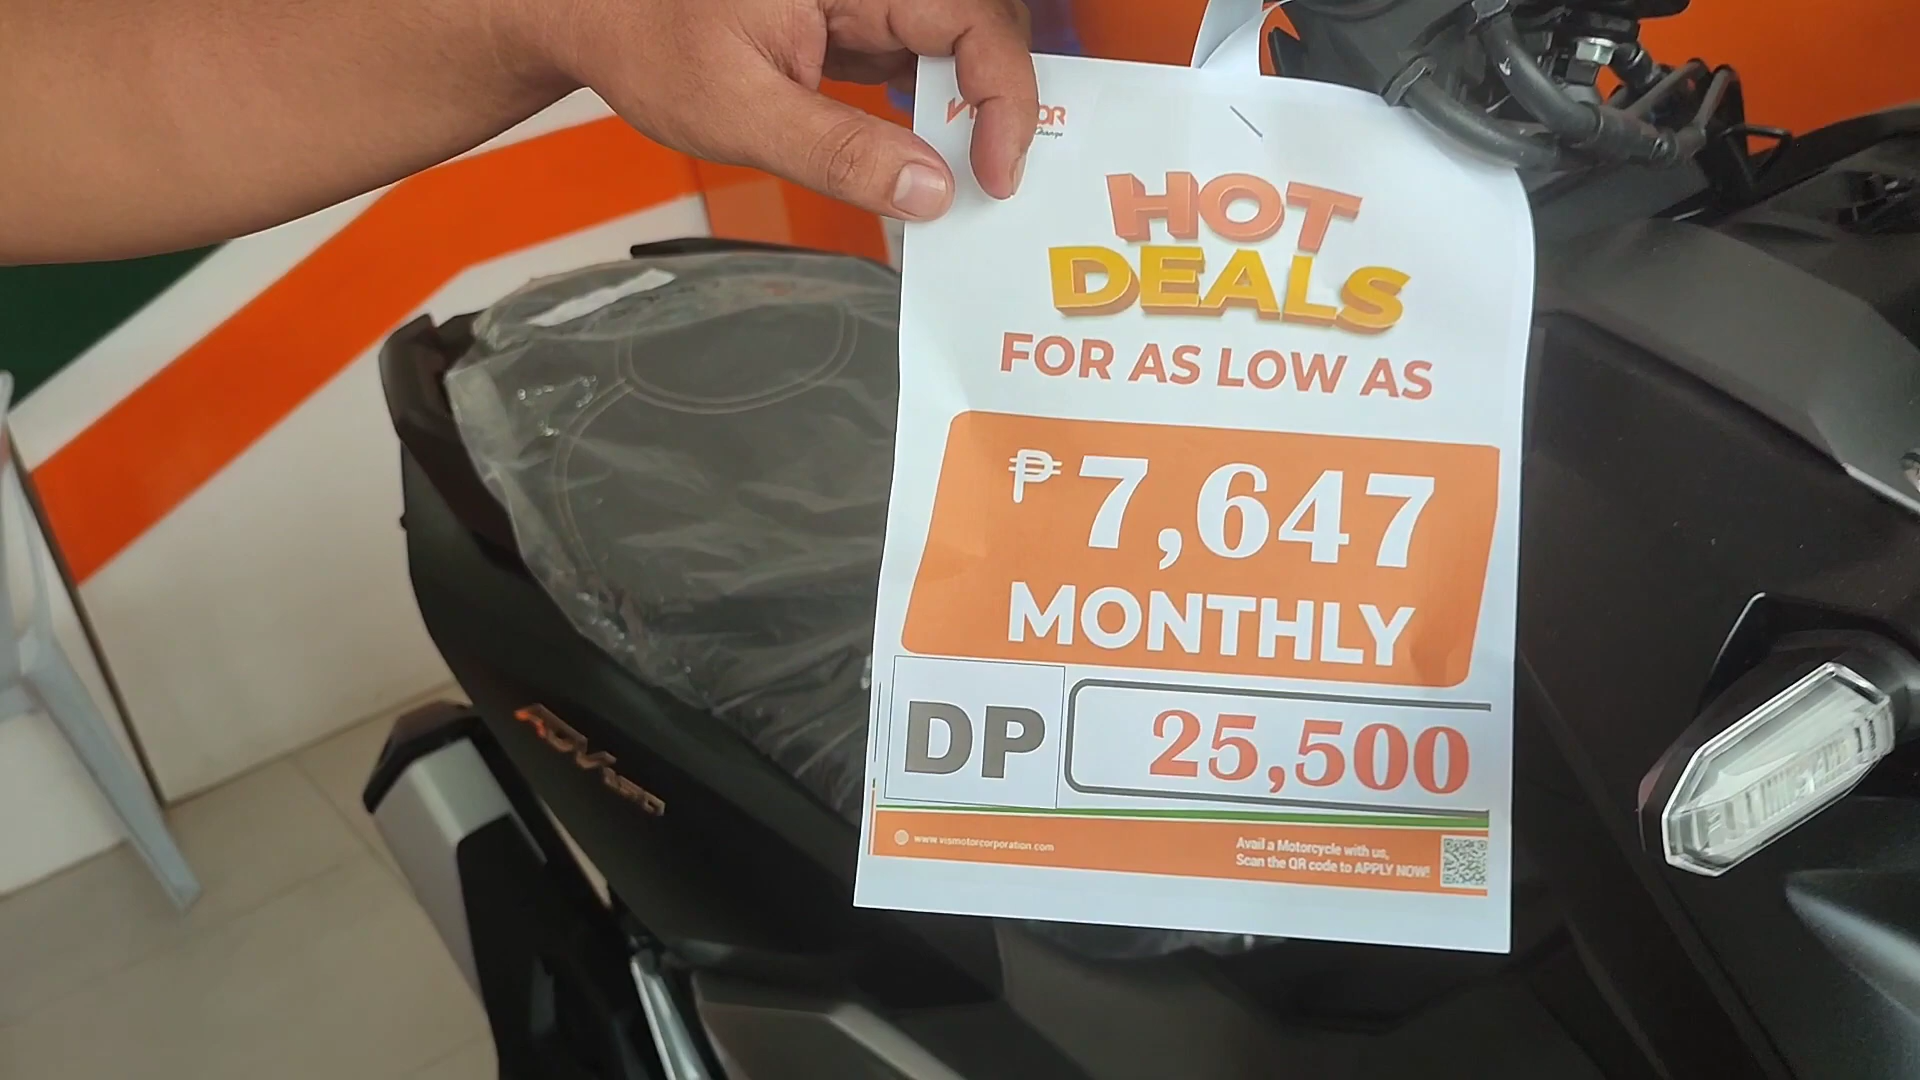 HOT
DEALS
FOR AS LOW AS
₱ 7,647
MONTHLY
DP 25,500
www.vismotorcorporation.com
Avail a Motorcycle with us,
Scan the QR code to APPLY NOW!